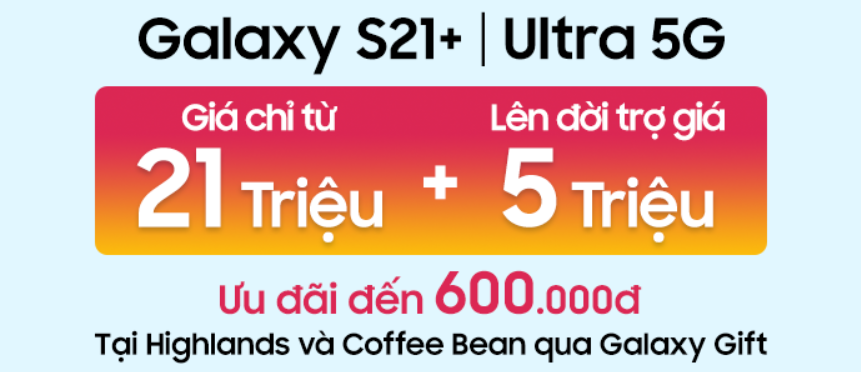 Galaxy S21+ | Ultra 5G
Giá chỉ từ
21 Triệu
+
Lên đời trợ giá
5 Triệu
Ưu đãi đến 600.000đ
Tại Highlands và Coffee Bean qua Galaxy Gift